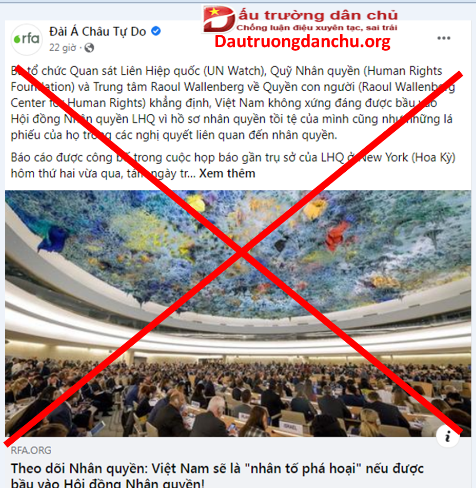 ấu trường dân chủ
Chống luận điệu xuyên tạc, sai trái
Dautruongdanchu.org
rfa
Đài Á Châu Tự Do
22 giờ
tổ chức Quan sát Liên Hiệp quốc (UN Watch), Quỹ Nhân quyền (Human Rights
Foundation) và Trung tâm Raoul Wallenberg về Quyền con người (Raoul Wallenberg
Center for Human Rights) khẳng định, Việt Nam không xứng đáng được bầu vào
Hội đồng Nhân quyền LHQ vì hồ sơ nhân quyền tồi tệ của mình cũng như những lá
phiếu của họ trong các nghị quyết liên quan đến nhân quyền.
Báo cáo được công bố trong cuộc họp báo gần trụ sở của LHQ ở New York (Hoa Kỳ)
hôm thứ hai vừa qua, tám ngày tr... Xem thêm
ISRAEL
RFA.ORG
Theo dõi Nhân quyền: Việt Nam sẽ là "nhân tố phá hoại" nếu được
bầu vào Hội đồng Nhân quyền!